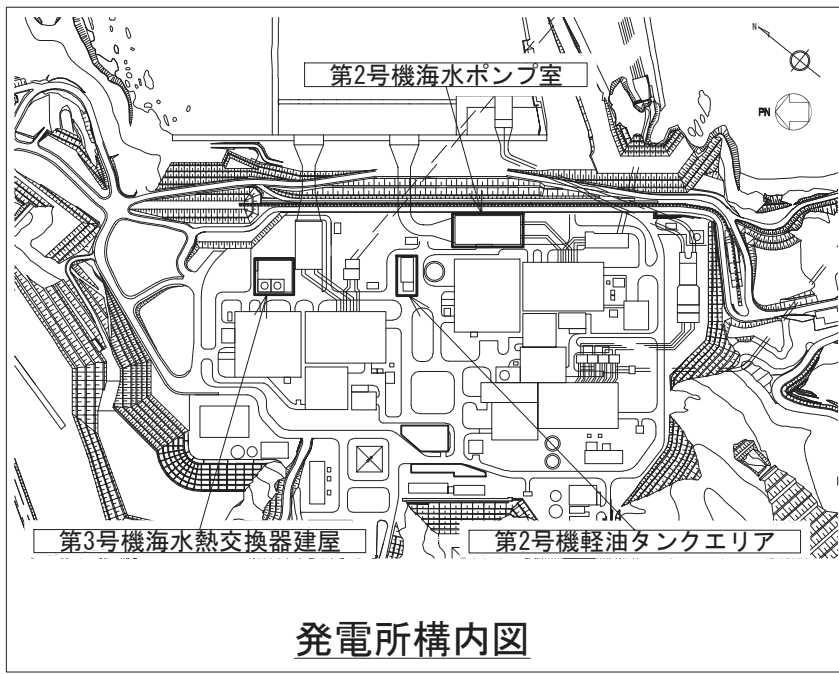 第2号機海水ポンプ室
N
PN
第3号機海水熱交換器建屋
第2号機軽油タンクエリア
発電所構内図